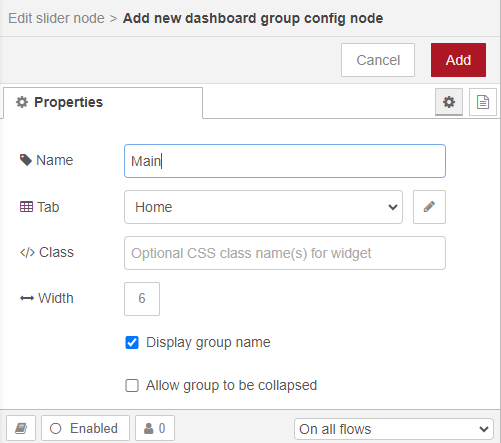 Edit slider node > Add new dashboard group config node
Cancel Add
Properties
Name Main
Tab Home
Class Optional CSS class name(s) for widget
Width 6
Display group name
Allow group to be collapsed
Enabled 0 On all flows